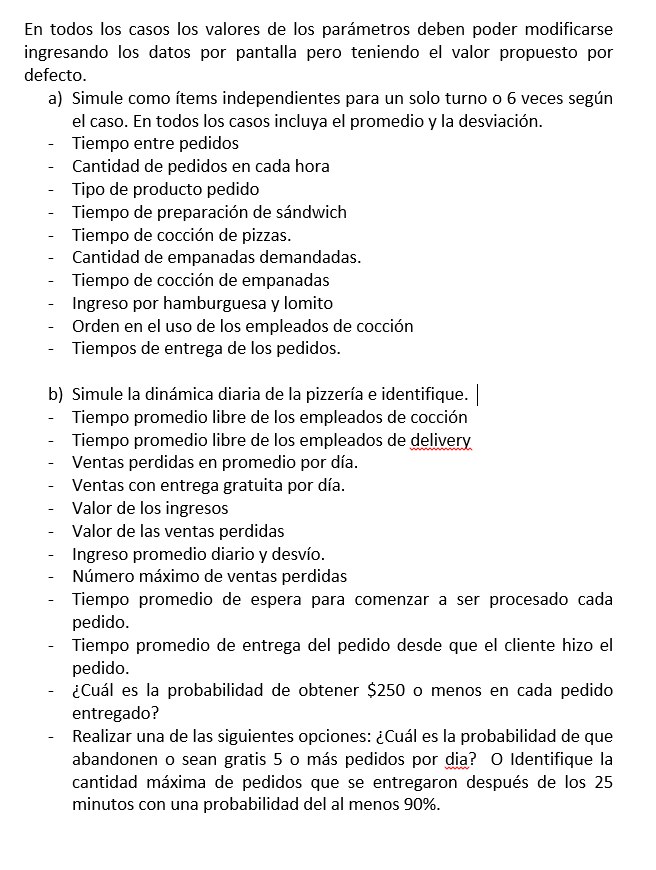 En todos los casos los valores de los parámetros deben poder modificarse
ingresando los datos por pantalla pero teniendo el valor propuesto por
defecto.
a) Simule como ítems independientes para un solo turno o 6 veces según
el caso. En todos los casos incluya el promedio y la desviación.
- Tiempo entre pedidos
- Cantidad de pedidos en cada hora
- Tipo de producto pedido
- Tiempo de preparación de sándwich
- Tiempo de cocción de pizzas.
- Cantidad de empanadas demandadas.
- Tiempo de cocción de empanadas
- Ingreso por hamburguesa y lomito
- Orden en el uso de los empleados de cocción
- Tiempos de entrega de los pedidos.
b) Simule la dinámica diaria de la pizzería e identifique.
- Tiempo promedio libre de los empleados de cocción
- Tiempo promedio libre de los empleados de delivery
- Ventas perdidas en promedio por día.
- Ventas con entrega gratuita por día.
- Valor de los ingresos
- Valor de las ventas perdidas
- Ingreso promedio diario y desvío.
- Número máximo de ventas perdidas
- Tiempo promedio de espera para comenzar a ser procesado cada
pedido.
- Tiempo promedio de entrega del pedido desde que el cliente hizo el
pedido.
- ¿Cuál es la probabilidad de obtener $250 o menos en cada pedido
entregado?
- Realizar una de las siguientes opciones: ¿Cuál es la probabilidad de que
abandonen o sean gratis 5 o más pedidos por dia? O Identifique la
cantidad máxima de pedidos que se entregaron después de los 25
minutos con una probabilidad del al menos 90%.